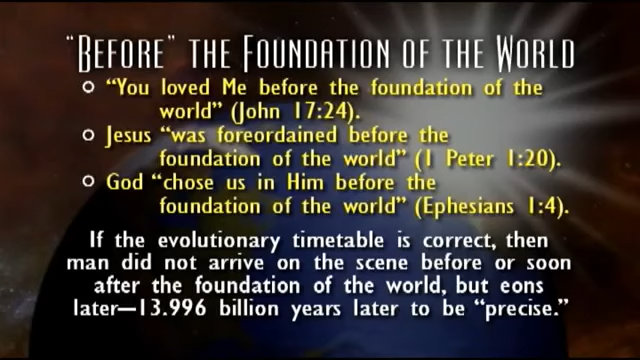 "Before" the Foundation of the World
○ "You loved Me before the foundation of the
world" (John 17:24).
○ Jesus "was foreordained before the
foundation of the world" (1 Peter 1:20).
○ God "chose us in Him before the
foundation of the world" (Ephesians 1:4).
If the evolutionary timetable is correct, then
man did not arrive on the scene before or soon
after the foundation of the world, but eons
later—13.996 billion years later to be "precise."